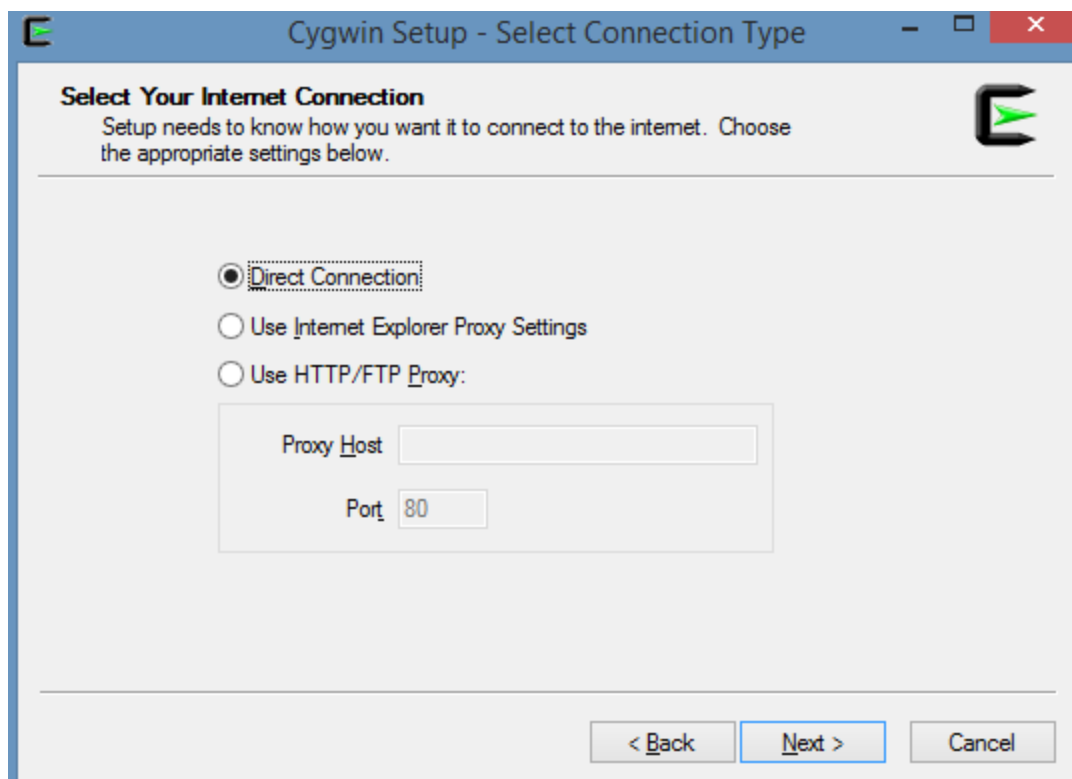 Cygwin Setup - Select Connection Type
Select Your Internet Connection
Setup needs to know how you want it to connect to the internet. Choose
the appropriate settings below.
Direct Connection
Use Internet Explorer Proxy Settings
Use HTTP/FTP Proxy:
Proxy Host
Port 80
< Back Next > Cancel